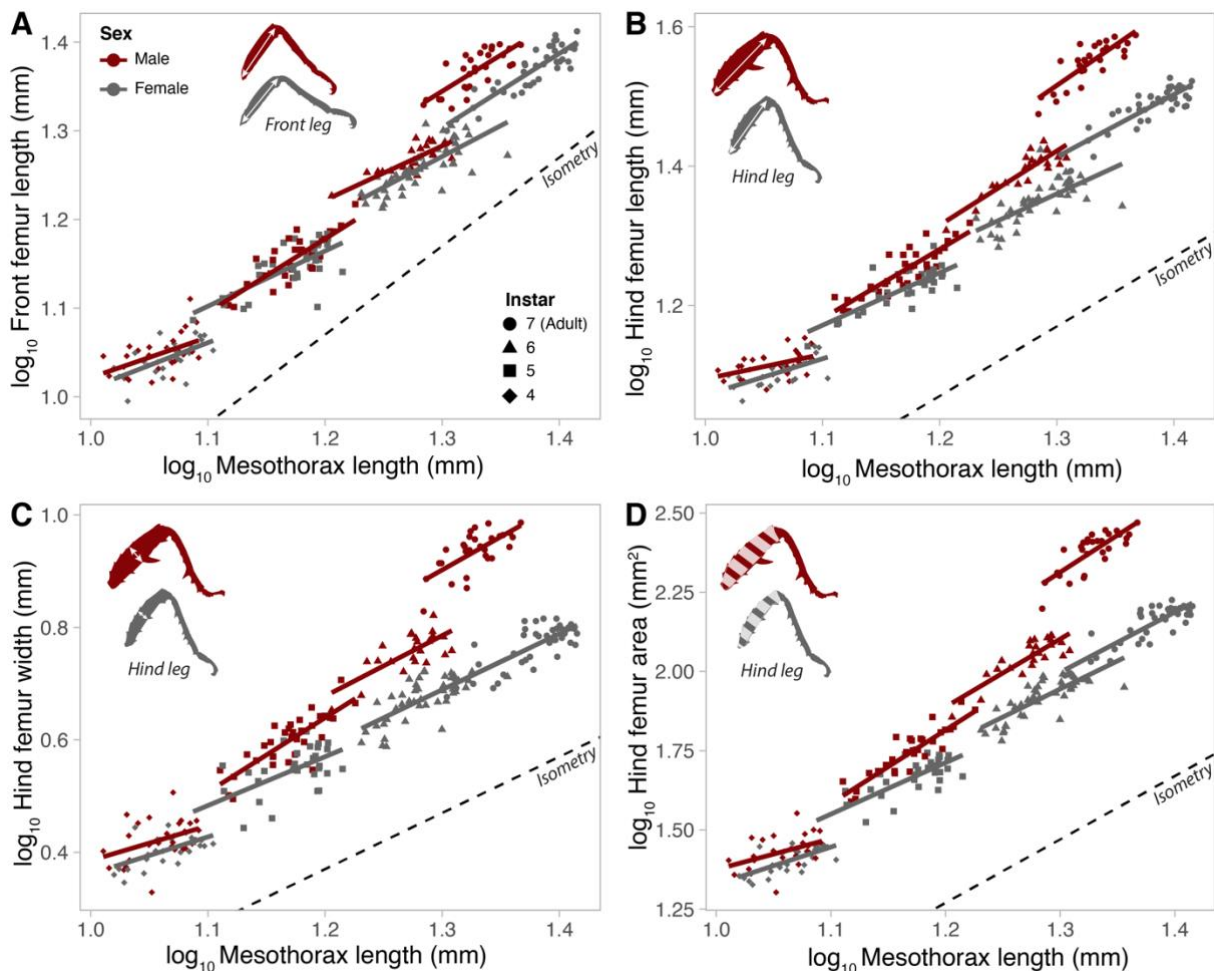 A
Sex
Male
Female
Front leg
Isometry
Instar
7 (Adult)
6
5
4
log10 Front femur length (mm)
1.4
1.3
1.2
1.1
1.0
1.0 1.1 1.2 1.3 1.4
log10 Mesothorax length (mm)
B
Hind leg
Isometry
log10 Hind femur length (mm)
1.6
1.4
1.2
1.0 1.1 1.2 1.3 1.4
log10 Mesothorax length (mm)
C
Hind leg
Isometry
log10 Hind femur width (mm)
1.0
0.8
0.6
0.4
1.0 1.1 1.2 1.3 1.4
log10 Mesothorax length (mm)
D
Hind leg
Isometry
log10 Hind femur area (mm²)
2.50
2.25
2.00
1.75
1.50
1.25
1.0 1.1 1.2 1.3 1.4
log10 Mesothorax length (mm)